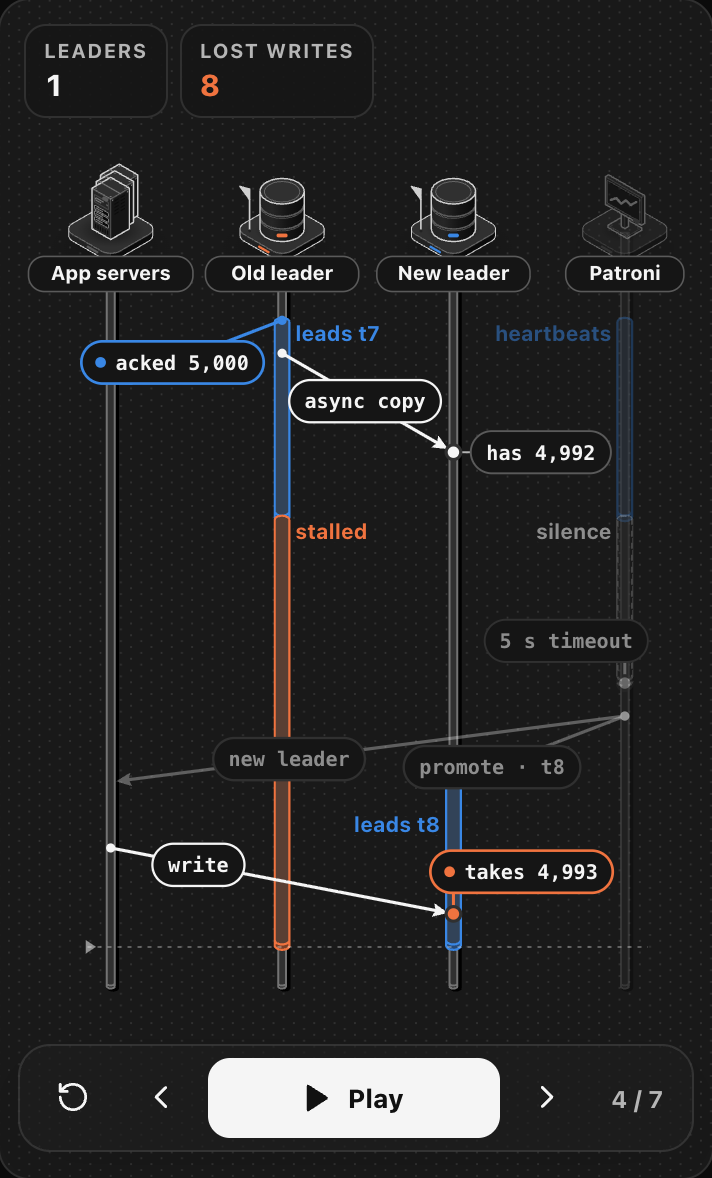 LEADERS
1
LOST WRITES
8
App servers
Old leader
New leader
Patroni
leads t7
heartbeats
acked 5,000
async copy
has 4,992
stalled
silence
5 s timeout
new leader
promote · t8
leads t8
write
takes 4,993
Play
4 / 7